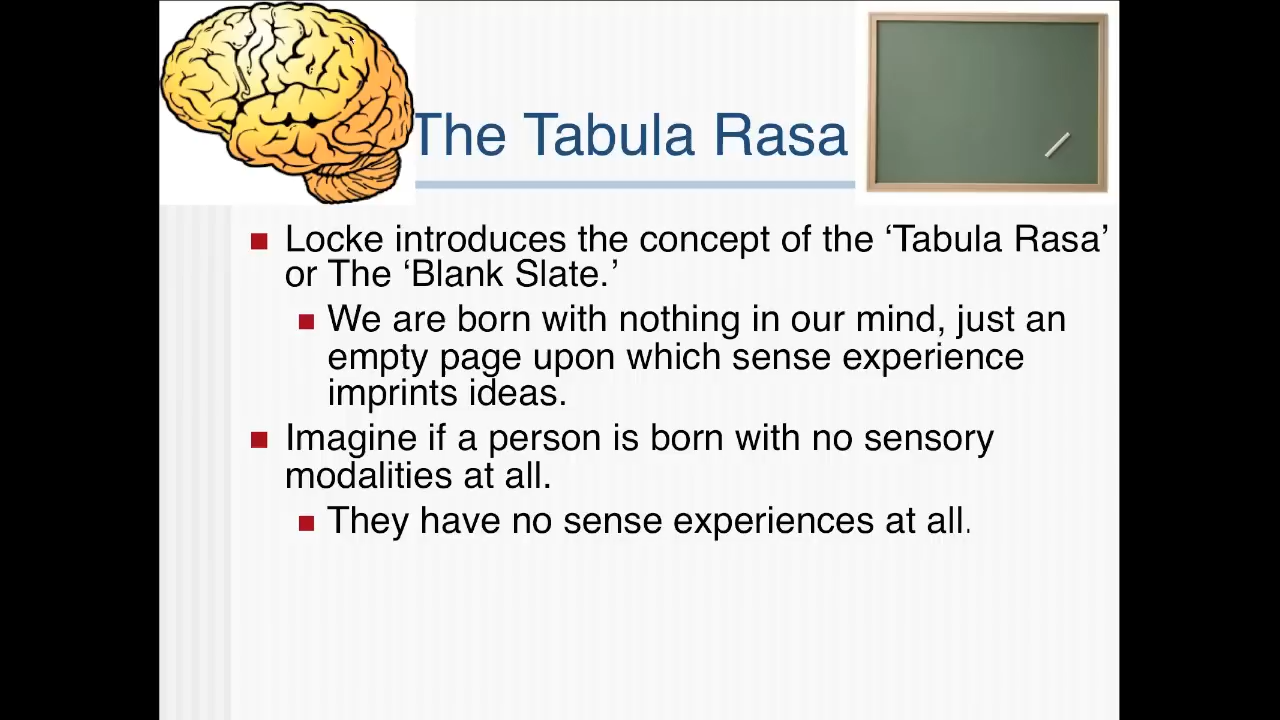 The Tabula Rasa
Locke introduces the concept of the ‘Tabula Rasa’
or The ‘Blank Slate.’
We are born with nothing in our mind, just an
empty page upon which sense experience
imprints ideas.
Imagine if a person is born with no sensory
modalities at all.
They have no sense experiences at all.